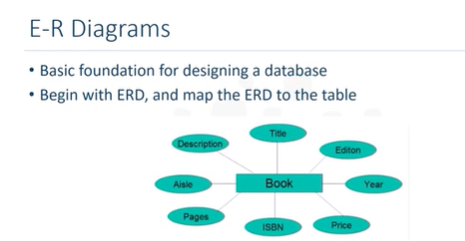 E-R Diagrams
• Basic foundation for designing a database
• Begin with ERD, and map the ERD to the table
Title
Description
Editon
Aisle
Book
Year
Pages
ISBN
Price